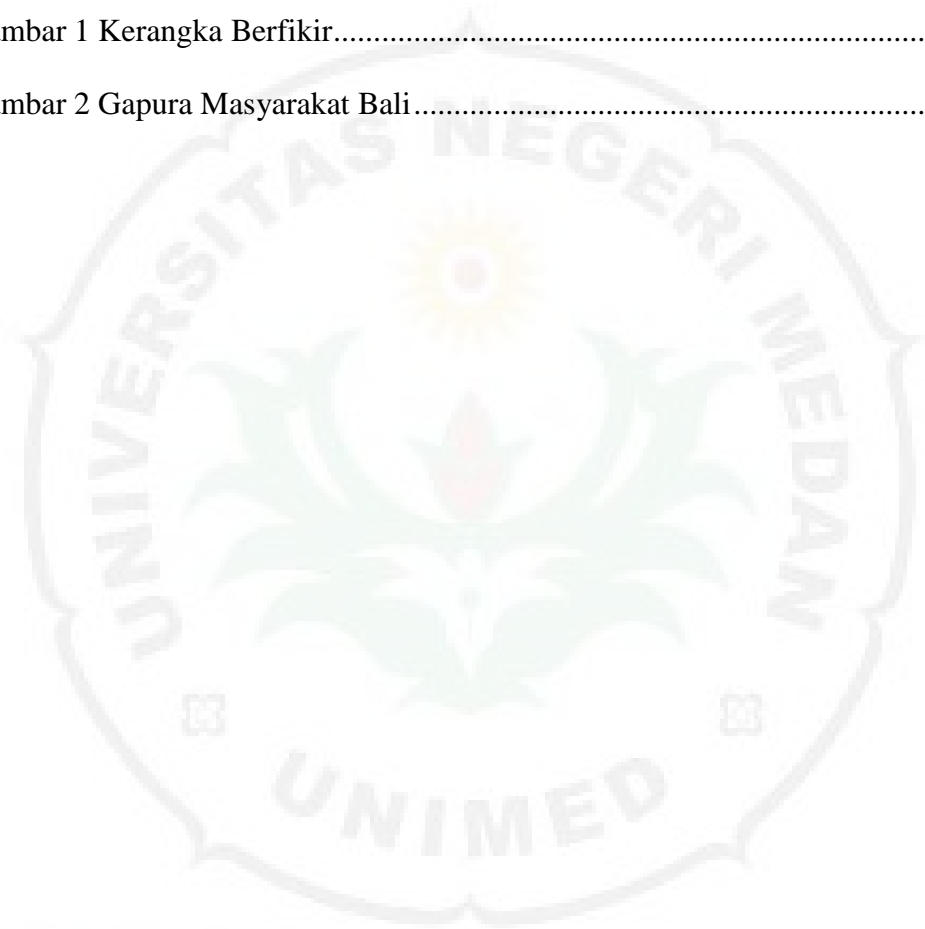 mbar 1 Kerangka Berfikir...........................................................................
mbar 2 Gapura Masyarakat Bali.................................................................
UNIVERSITAS NEGERI MEDAN
UNIMED